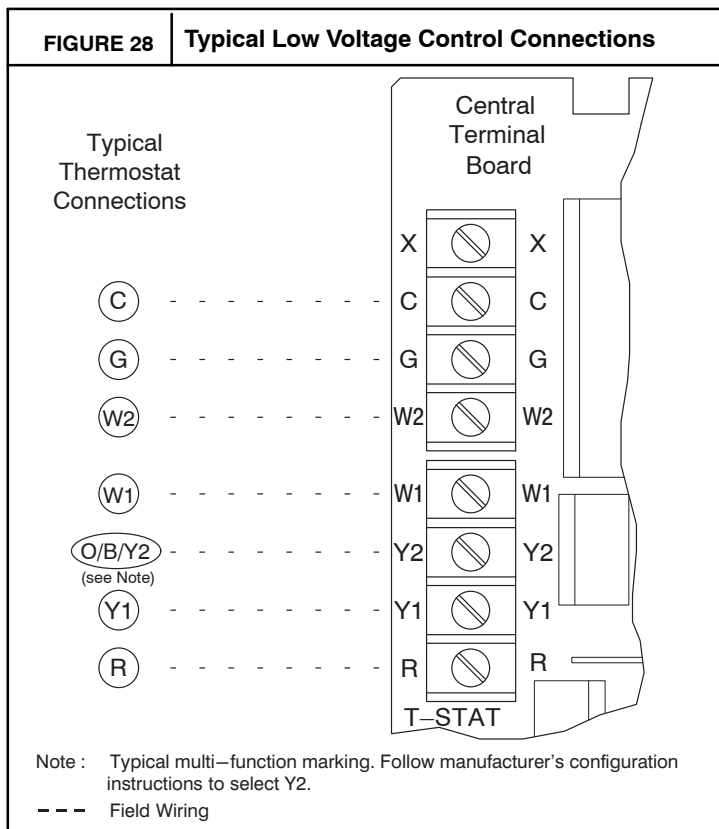 FIGURE 28
Typical Low Voltage Control Connections
Typical
Thermostat
Connections
Central
Terminal
Board
X X
C C C
G G G
W2 W2 W2
W1 W1 W1
O/B/Y2 Y2 Y2
(see Note)
Y1 Y1 Y1
R R R
T–STAT
Note : Typical multi–function marking. Follow manufacturer's configuration
instructions to select Y2.
Field Wiring